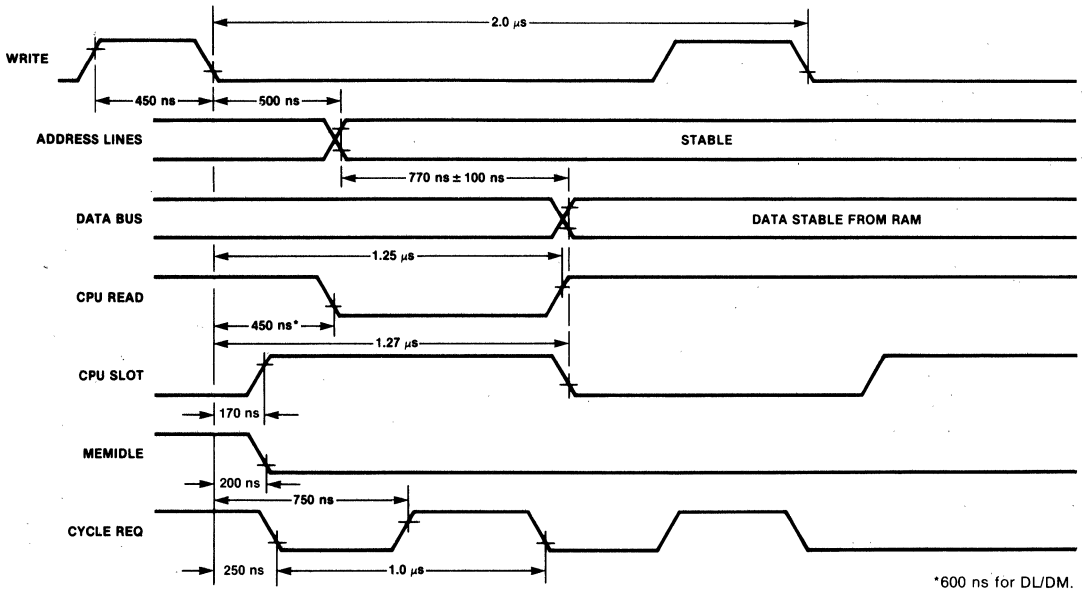 2.0 μs
WRITE
450 ns
500 ns
ADDRESS LINES
STABLE
770 ns ± 100 ns
DATA BUS
DATA STABLE FROM RAM
1.25 μs
CPU READ
450 ns*
1.27 μs
CPU SLOT
170 ns
MEMIDLE
200 ns
750 ns
CYCLE REQ
250 ns
1.0 μs
*600 ns for DL/DM.